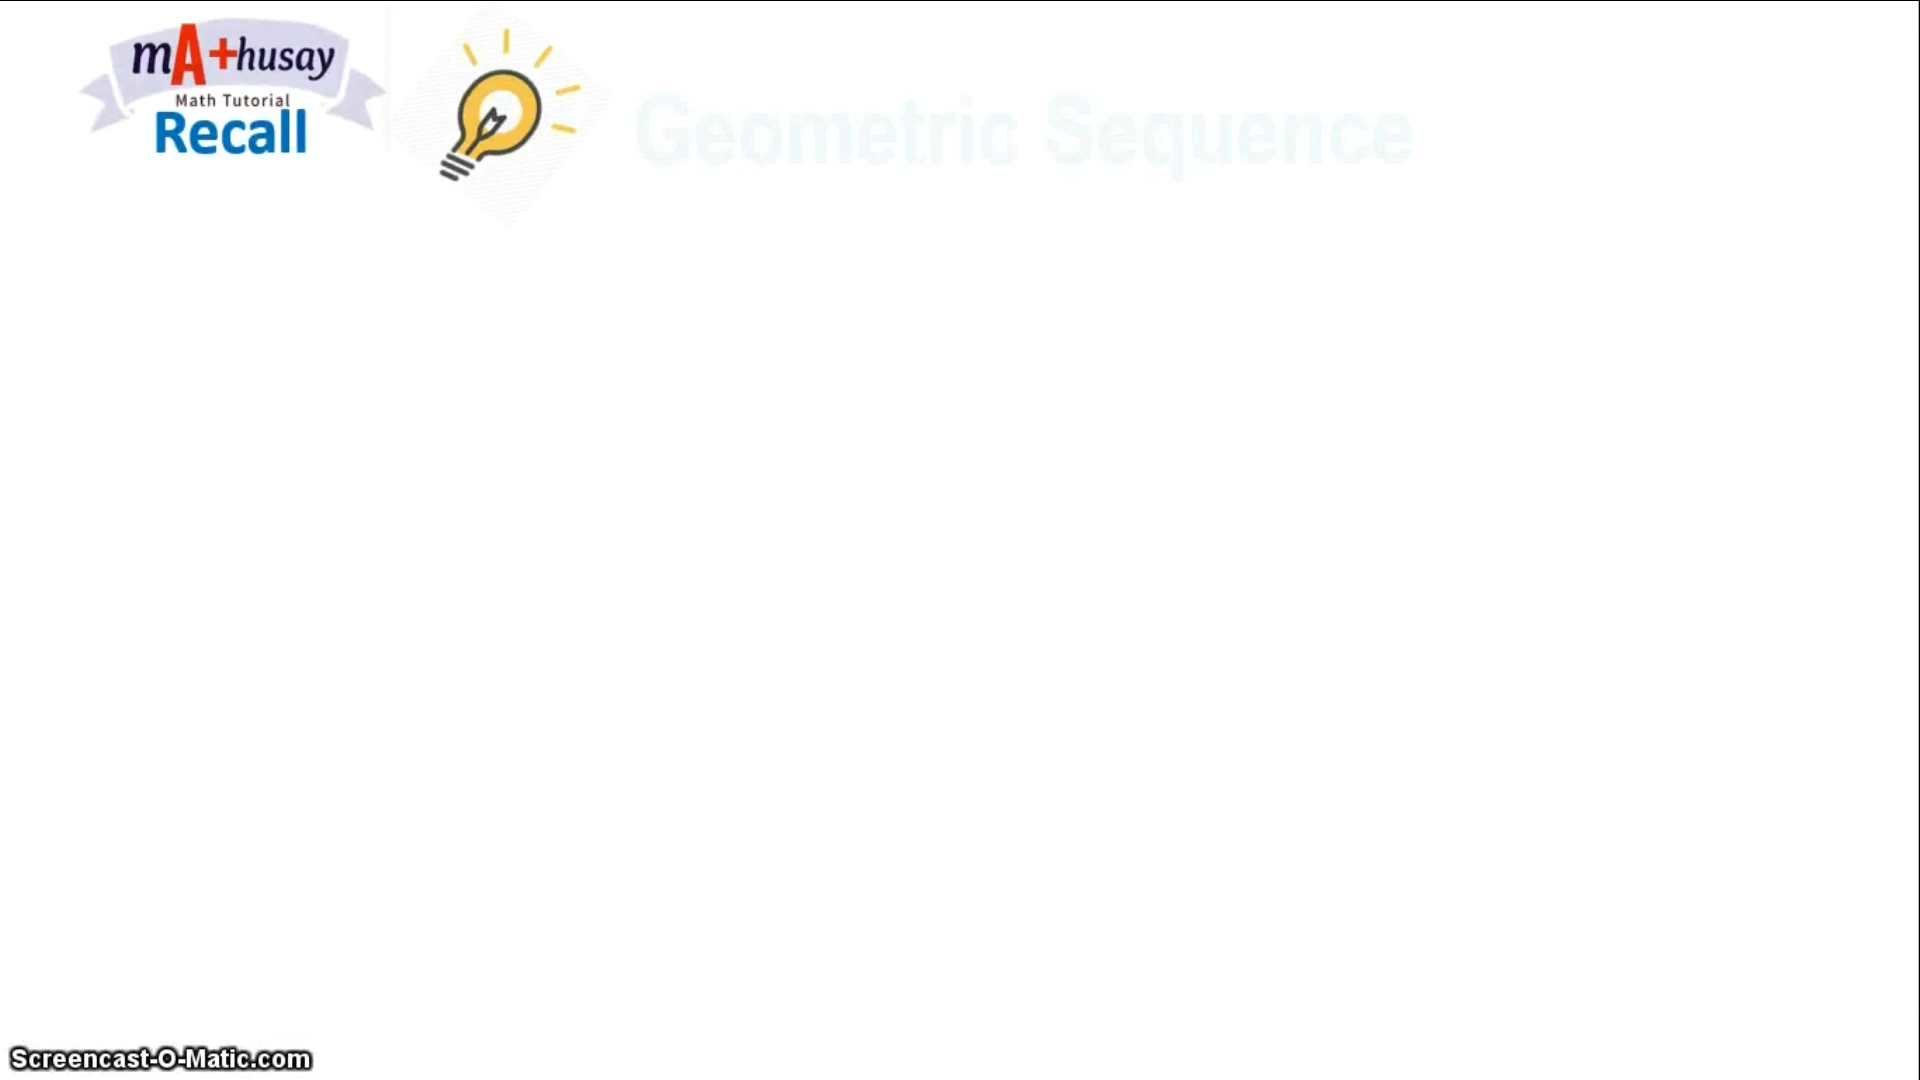 mA+husay
Math Tutorial
Recall
Geometric Sequence
Screencast-O-Matic.com